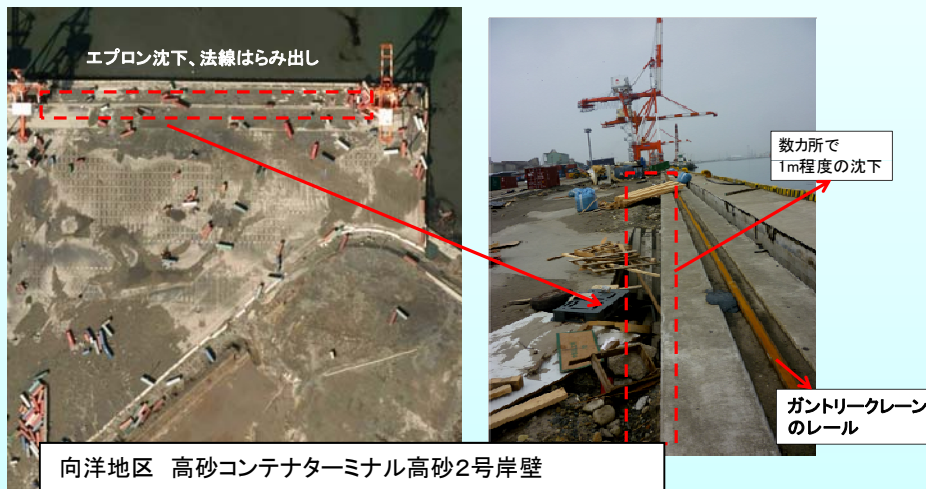 エプロン沈下、法線はらみ出し
数カ所で
1m程度の沈下
ガントリークレーン
のレール
向洋地区 高砂コンテナターミナル高砂2号岸壁